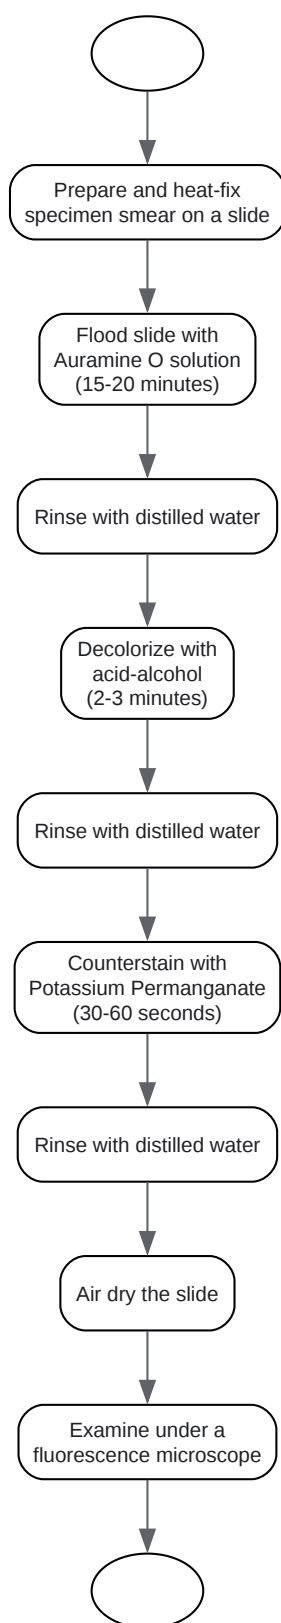 Prepare and heat-fix
specimen smear on a slide
Flood slide with
Auramine O solution
(15-20 minutes)
Rinse with distilled water
Decolorize with
acid-alcohol
(2-3 minutes)
Rinse with distilled water
Counterstain with
Potassium Permanganate
(30-60 seconds)
Rinse with distilled water
Air dry the slide
Examine under a
fluorescence microscope